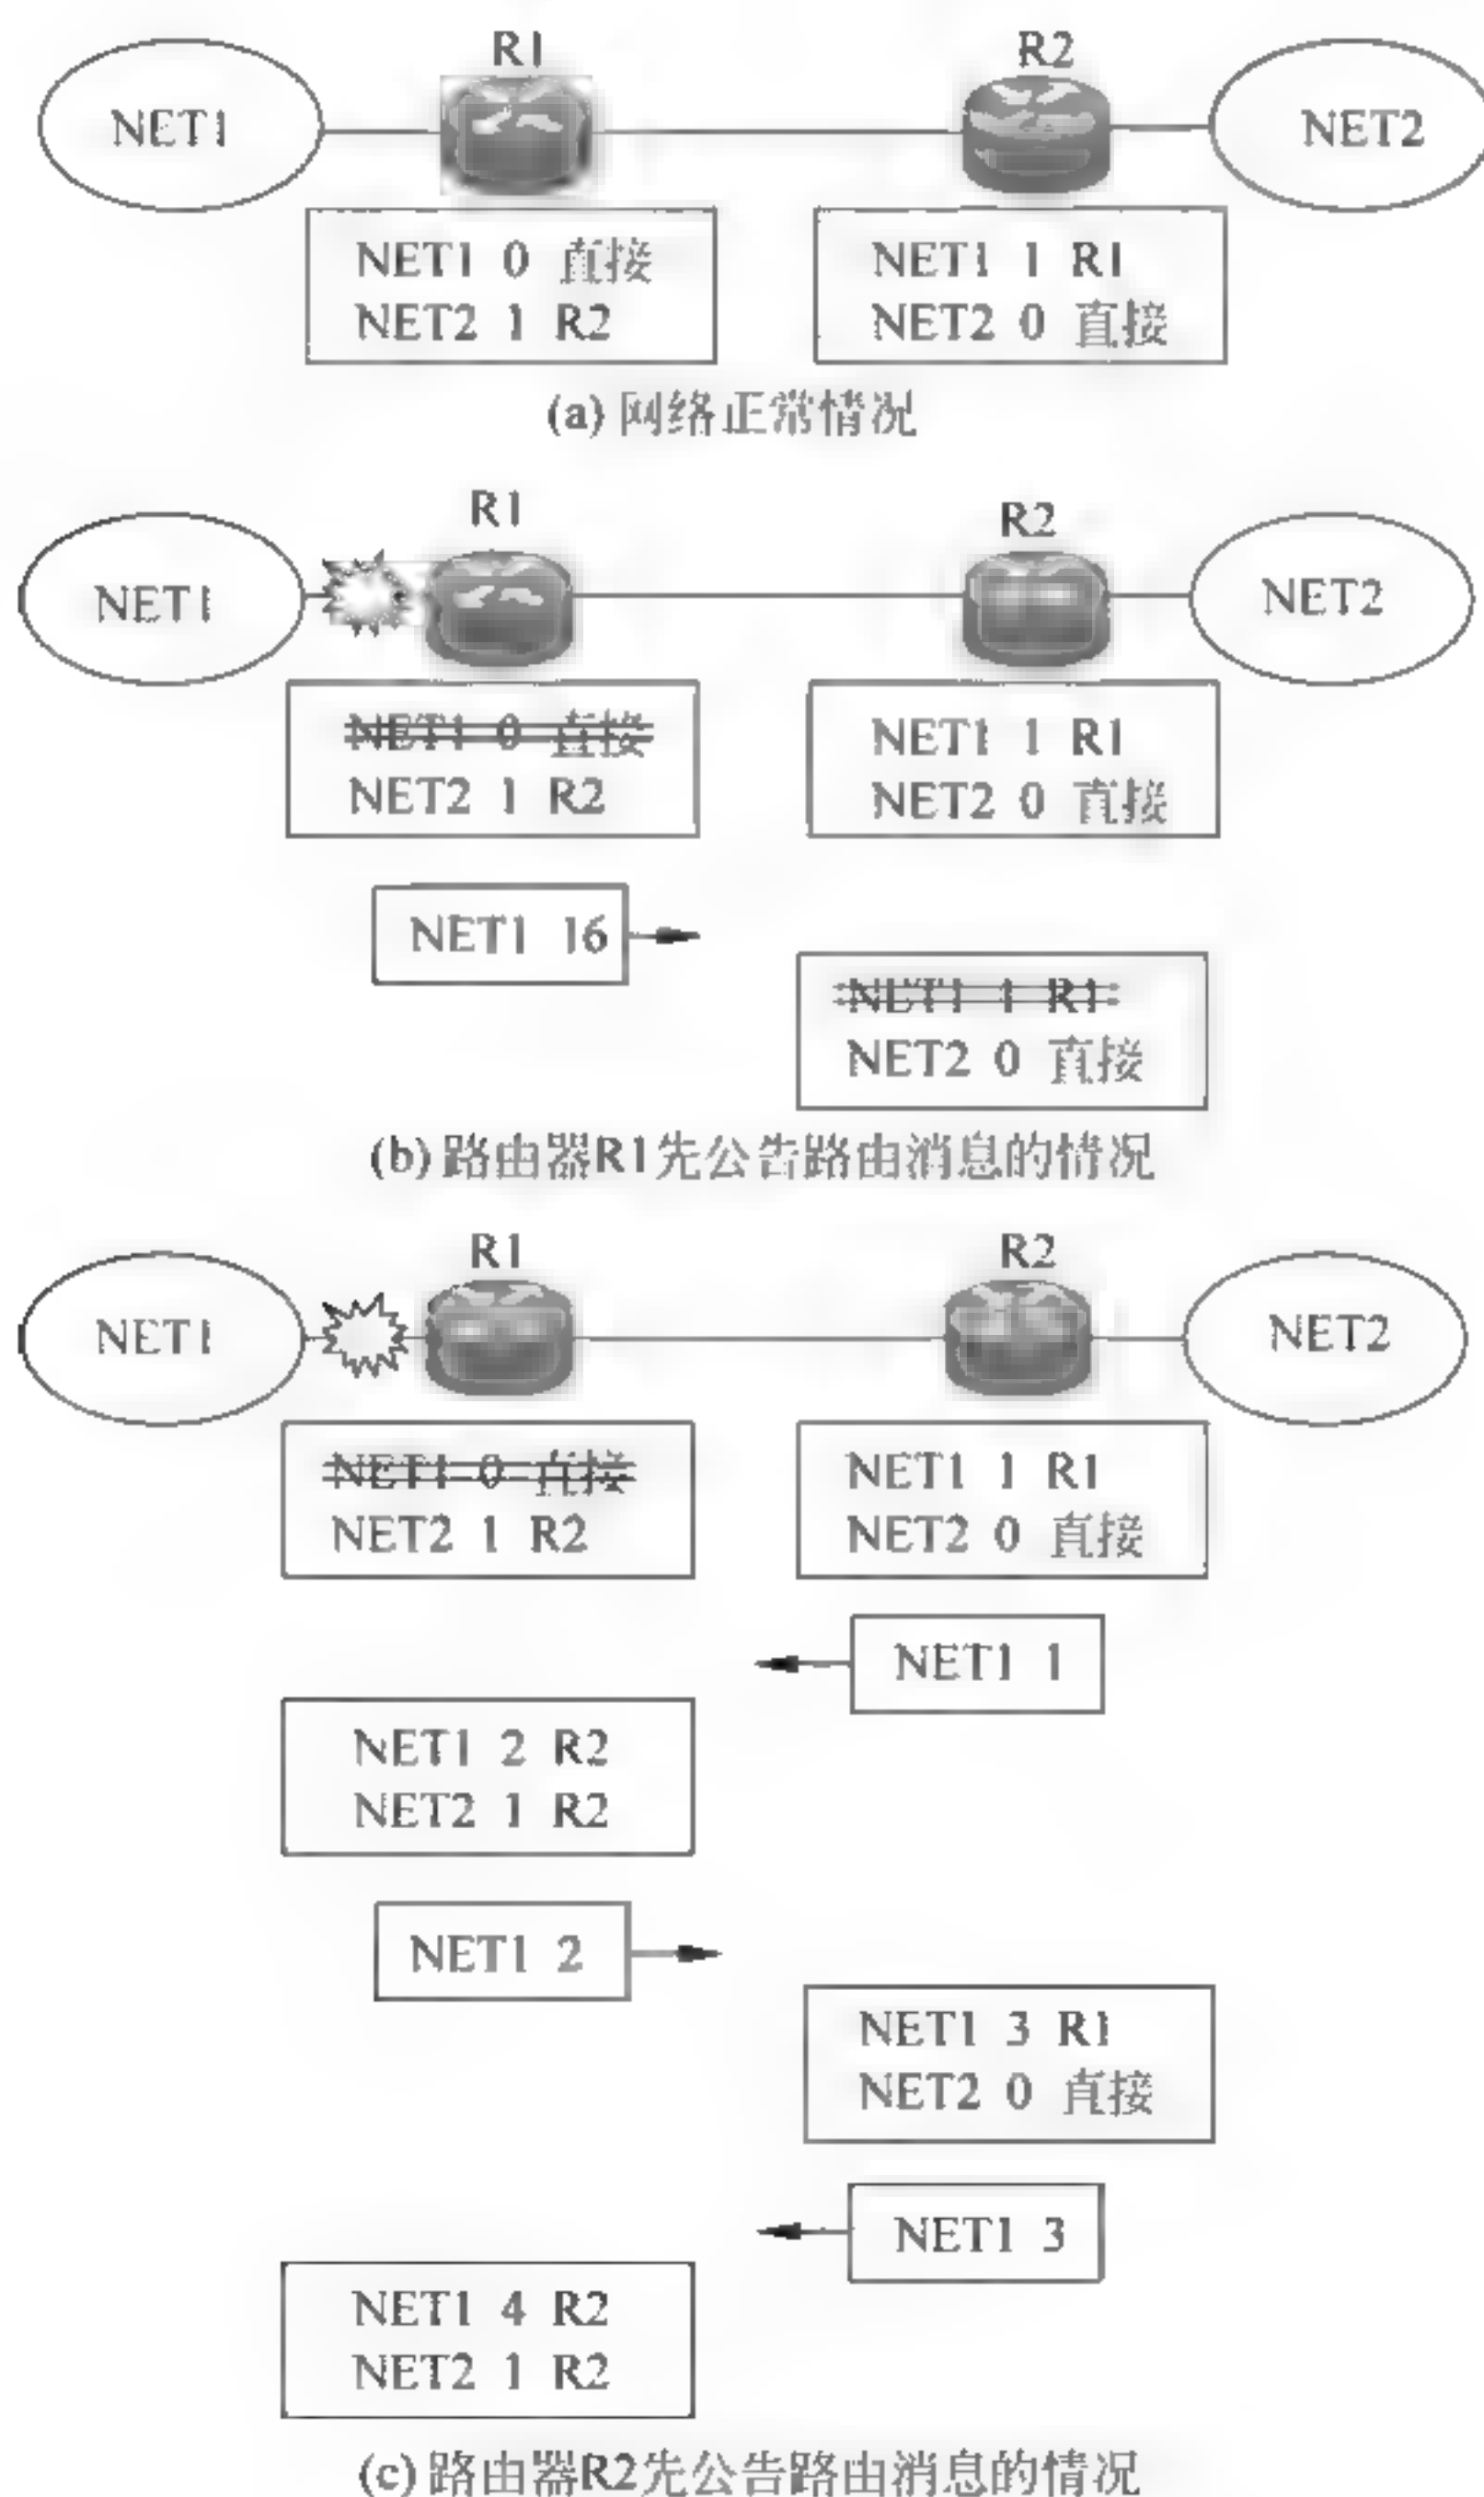 R1 R2
NET1 NET2
NET1 0 直接
NET2 1 R2
NET1 1 R1
NET2 0 直接
(a) 网络正常情况
R1 R2
NET1 NET2
NET1 0 直接
NET2 1 R2
NET1 1 R1
NET2 0 直接
NET1 16
NET1 1 R1
NET2 0 直接
(b) 路由器R1先公告路由消息的情况
R1 R2
NET1 NET2
NET1 0 直接
NET2 1 R2
NET1 1 R1
NET2 0 直接
NET1 1
NET1 2 R2
NET2 1 R2
NET1 2
NET1 3 R1
NET2 0 直接
NET1 3
NET1 4 R2
NET2 1 R2
(c) 路由器R2先公告路由消息的情况